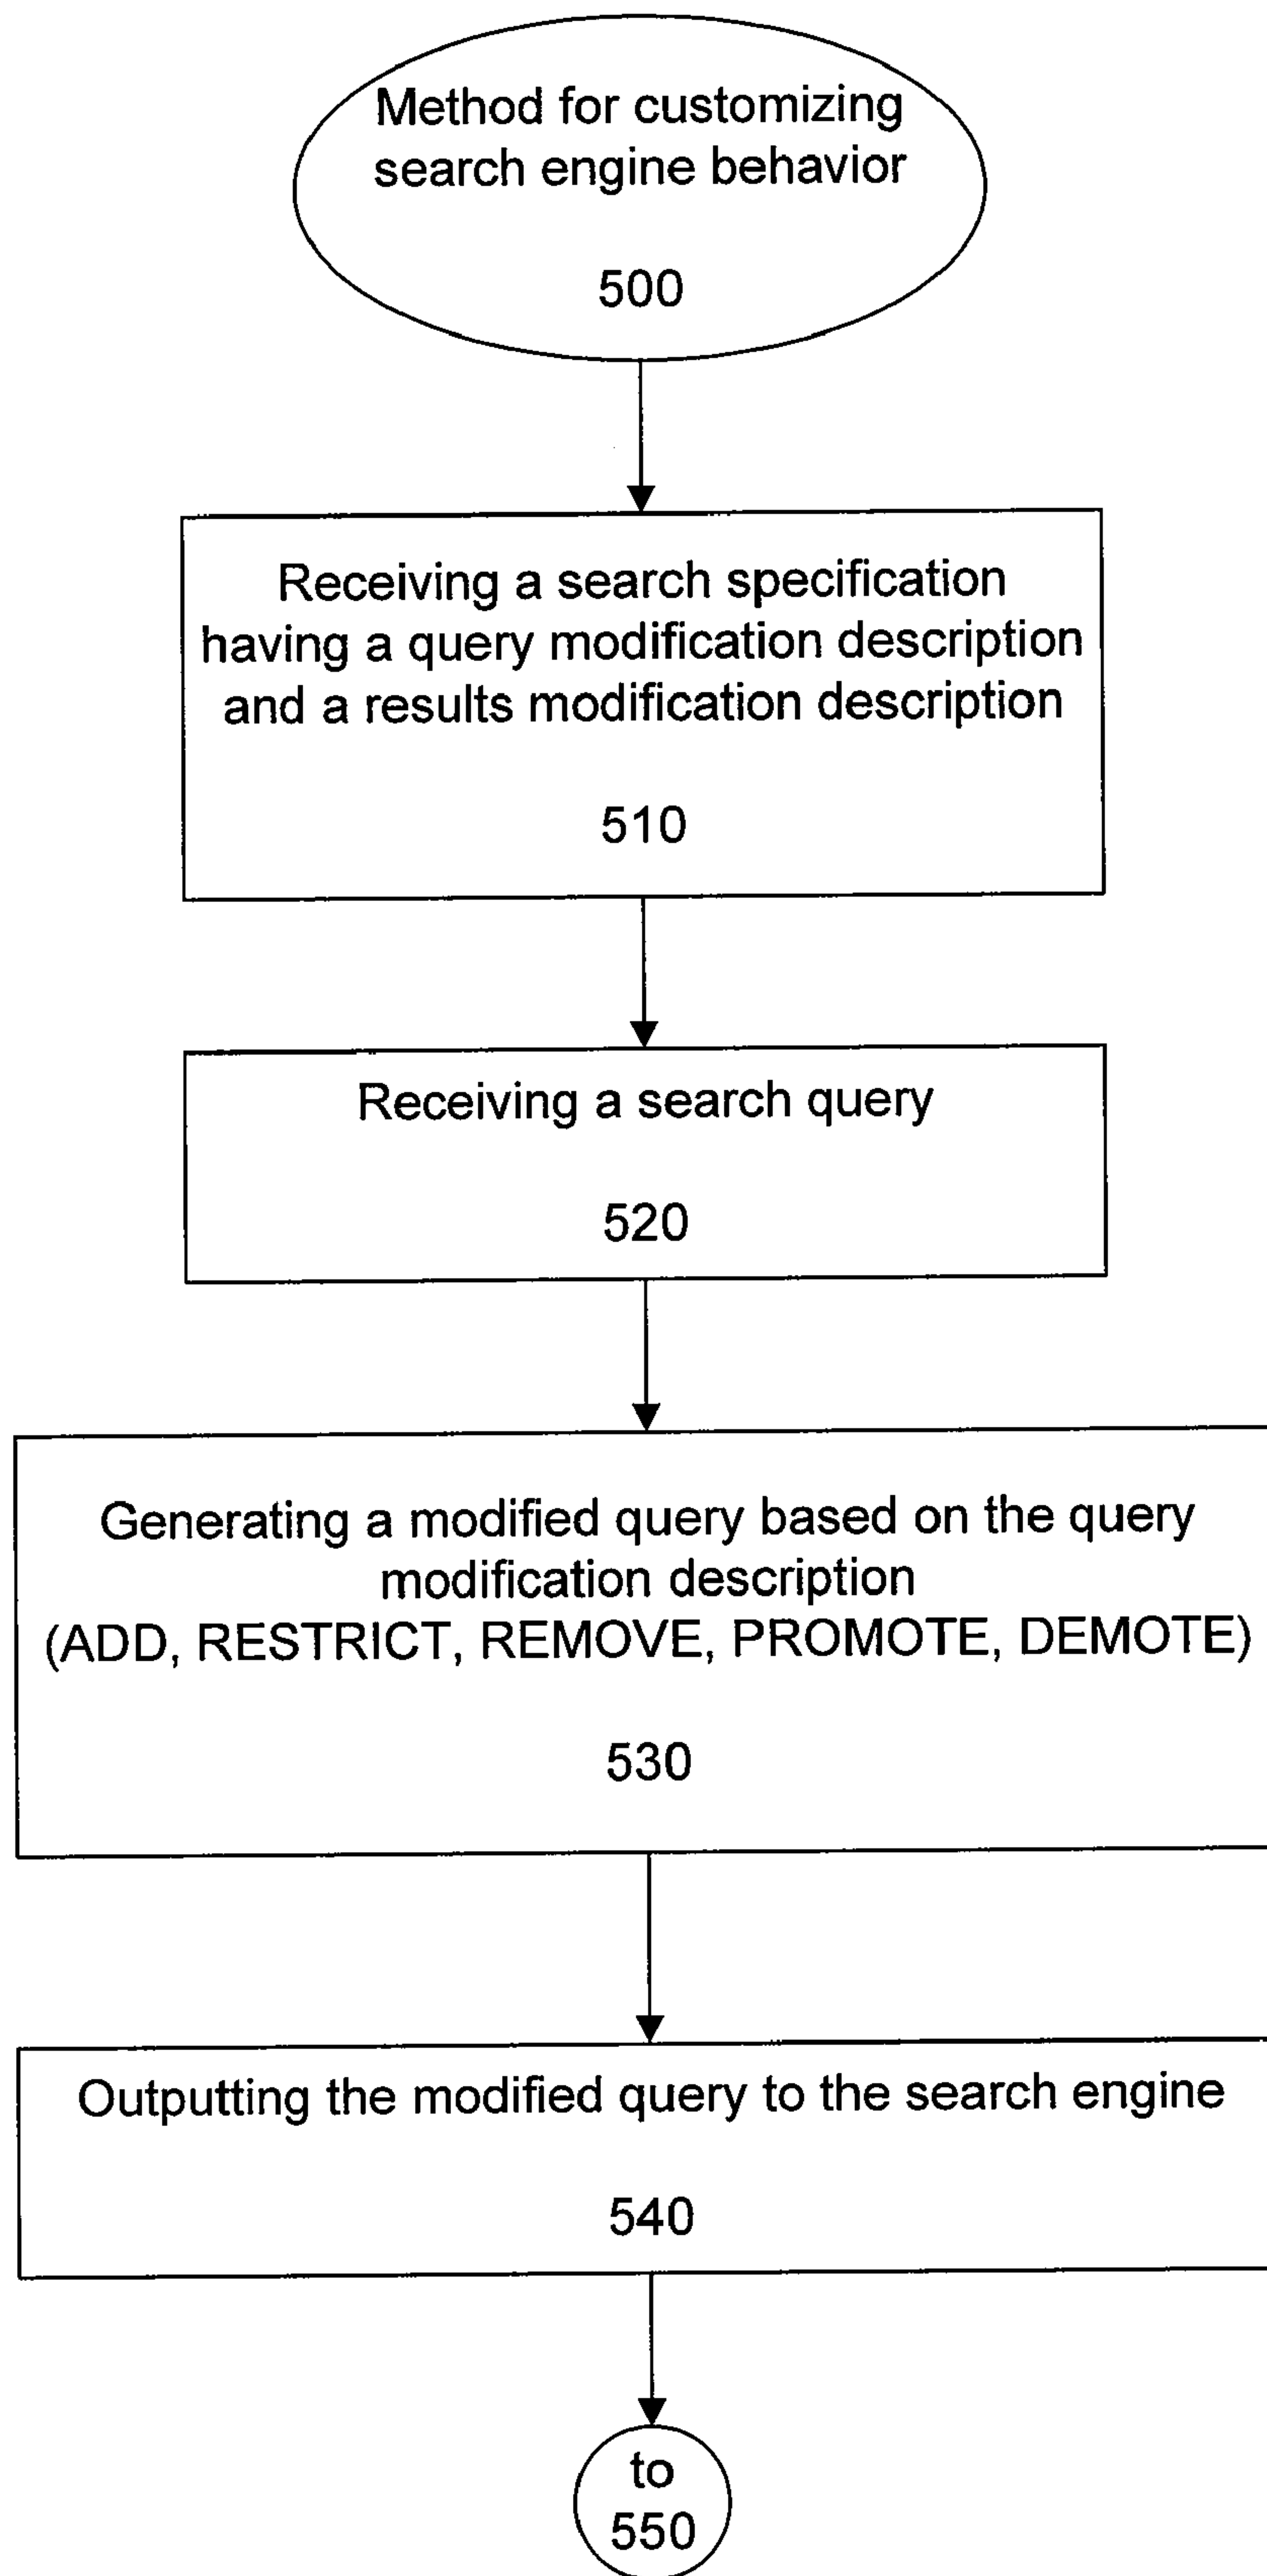 Method for customizing
search engine behavior
500
Receiving a search specification
having a query modification description
and a results modification description
510
Receiving a search query
520
Generating a modified query based on the query
modification description
(ADD, RESTRICT, REMOVE, PROMOTE, DEMOTE)
530
Outputting the modified query to the search engine
540
to
550